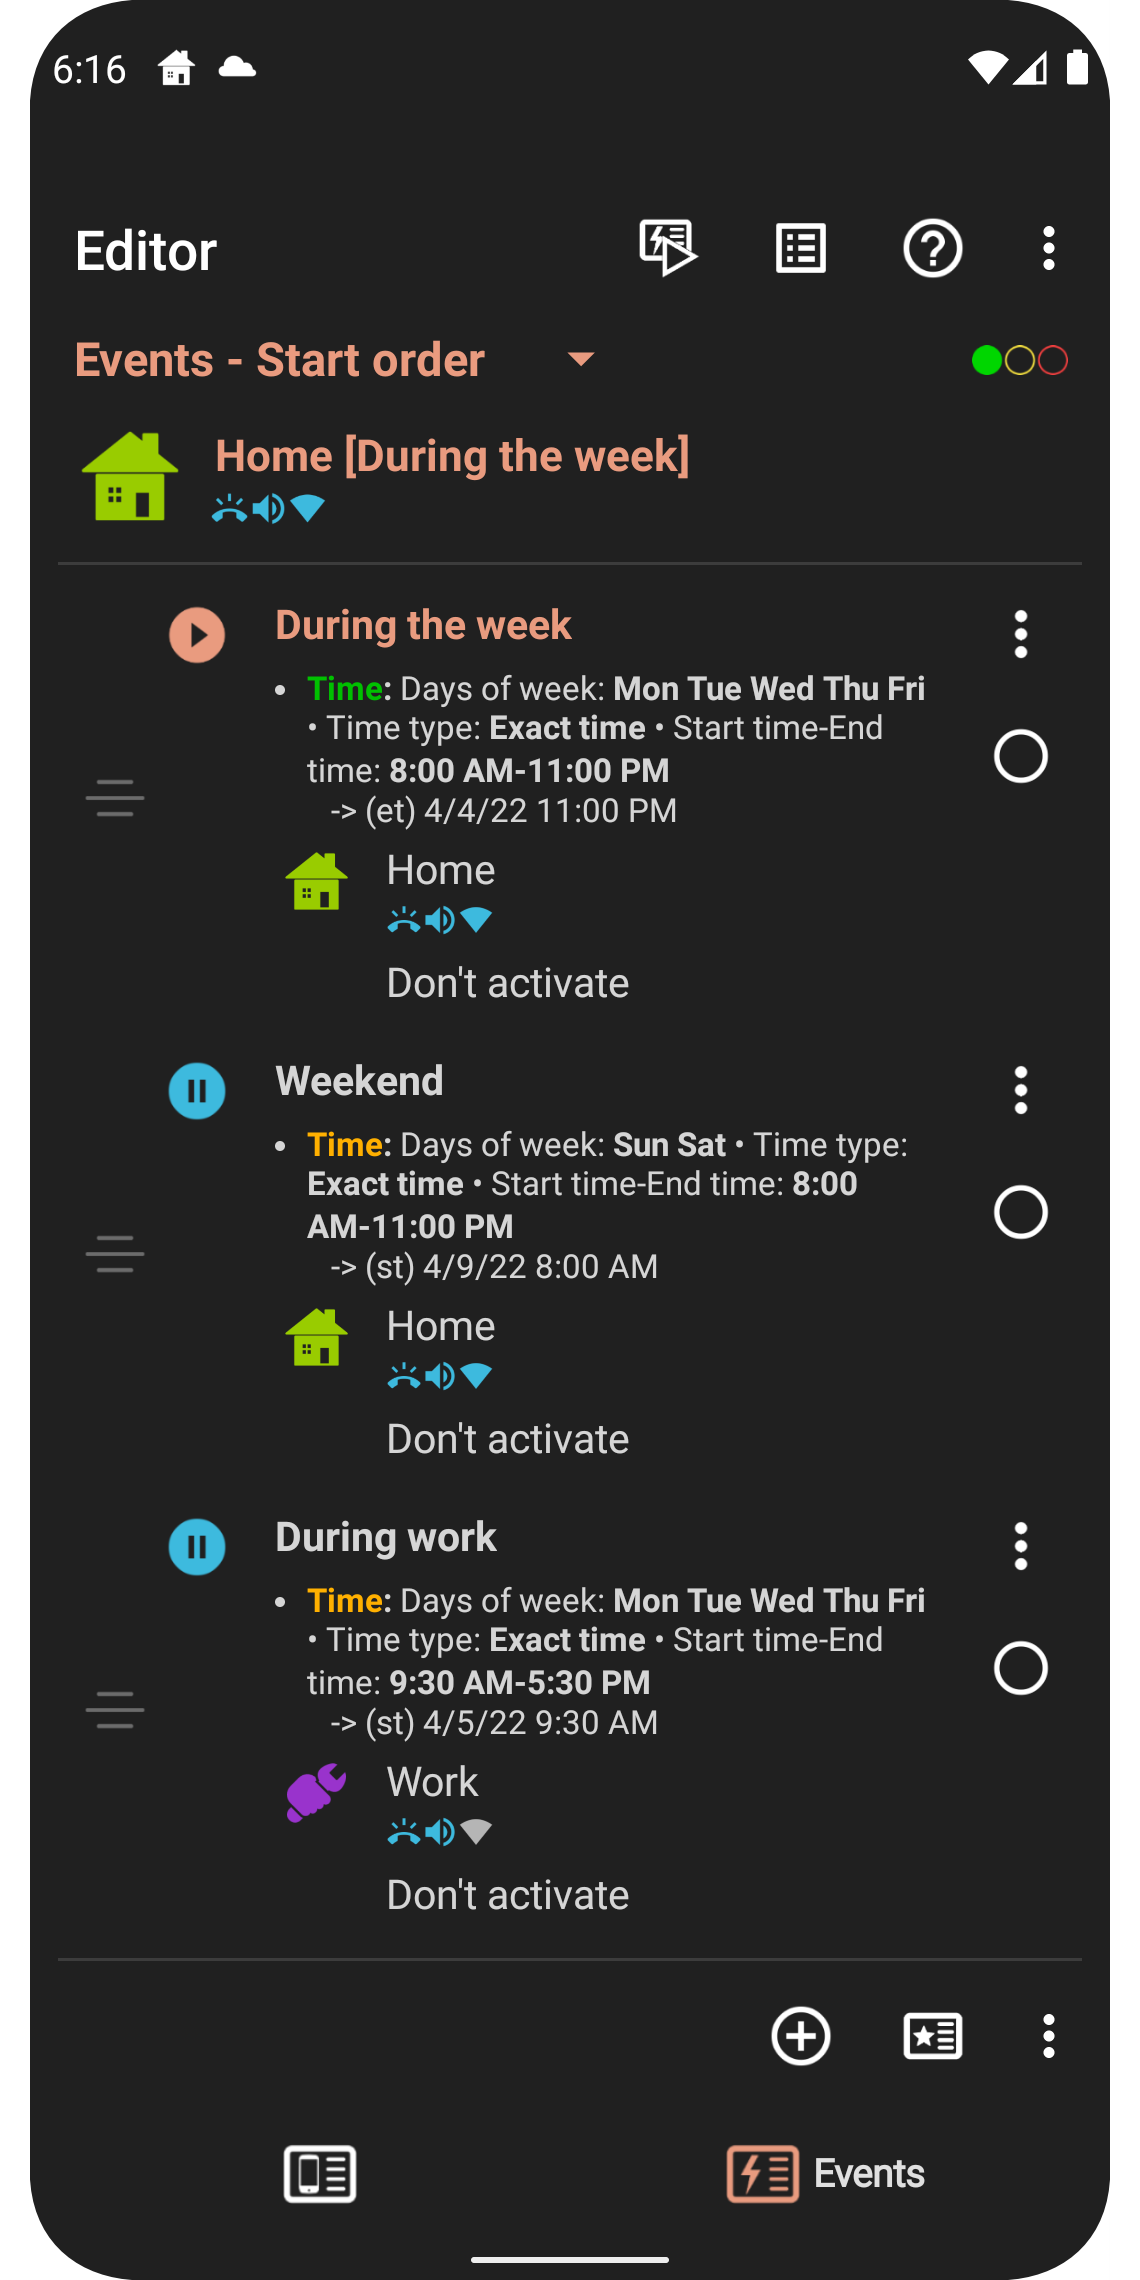 6:16
Editor
Events - Start order
Home [During the week]
During the week
• Time: Days of week: Mon Tue Wed Thu Fri
• Time type: Exact time • Start time-End
time: 8:00 AM-11:00 PM
-> (et) 4/4/22 11:00 PM
Home
Don't activate
Weekend
• Time: Days of week: Sun Sat • Time type:
Exact time • Start time-End time: 8:00
AM-11:00 PM
-> (st) 4/9/22 8:00 AM
Home
Don't activate
During work
• Time: Days of week: Mon Tue Wed Thu Fri
• Time type: Exact time • Start time-End
time: 9:30 AM-5:30 PM
-> (st) 4/5/22 9:30 AM
Work
Don't activate
Events